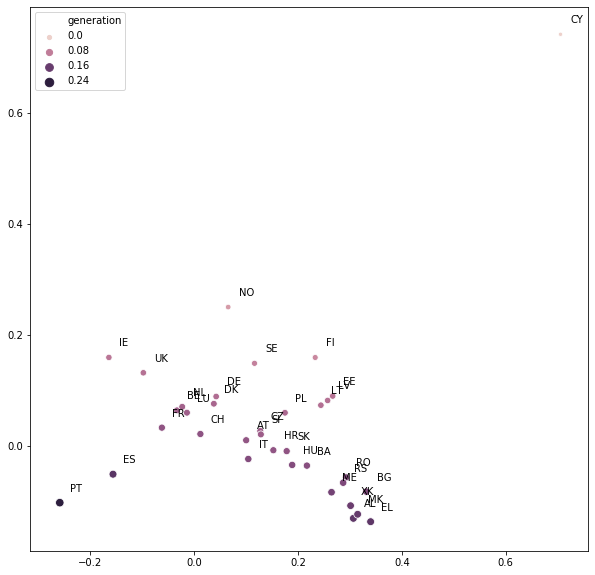 generation
0.0
0.08
0.16
0.24
CY
0.6
0.4
NO
0.2
IE
UK
SE
FI
DE
DK
NL
BE
LU
FR
CH
PL
EE
LV
LT
CZ
SI
AT
0.0
IT
HR
SK
HU
BA
ES
PT
RO
RS
ME
BG
XK
MK
AL
EL
−0.2
0.0
0.2
0.4
0.6